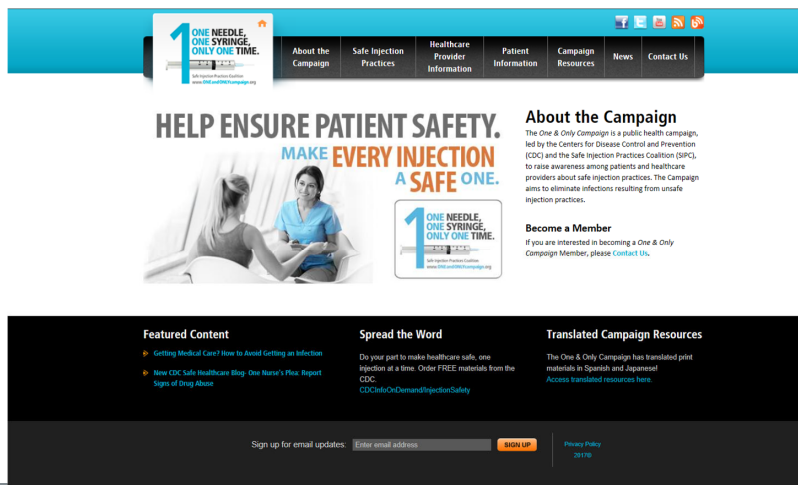 ONE NEEDLE,
ONE SYRINGE,
ONLY ONE TIME.
Safe Injection Practices Coalition
www.ONEandONLYcampaign.org
About the
Campaign
Safe Injection
Practices
Healthcare
Provider
Information
Patient
Information
Campaign
Resources
News
Contact Us
HELP ENSURE PATIENT SAFETY.
MAKE EVERY INJECTION
A SAFE ONE.
1 ONE NEEDLE,
ONE SYRINGE,
ONLY ONE TIME.
Safe Injection Practices Coalition
www.ONEandONLYcampaign.org
About the Campaign
The One & Only Campaign is a public health campaign,
led by the Centers for Disease Control and Prevention
(CDC) and the Safe Injection Practices Coalition (SIPC),
to raise awareness among patients and healthcare
providers about safe injection practices. The Campaign
aims to eliminate infections resulting from unsafe
injection practices.
Become a Member
If you are interested in becoming a One & Only
Campaign Member, please Contact Us.
Featured Content
Getting Medical Care? How to Avoid Getting an Infection
New CDC Safe Healthcare Blog- One Nurse's Plea: Report
Signs of Drug Abuse
Spread the Word
Do your part to make healthcare safe, one
injection at a time. Order FREE materials from the
CDC.
CDCInfoOnDemand/InjectionSafety
Translated Campaign Resources
The One & Only Campaign has translated print
materials in Spanish and Japanese!
Access translated resources here.
Sign up for email updates: Enter email address SIGN UP
Privacy Policy
2017©